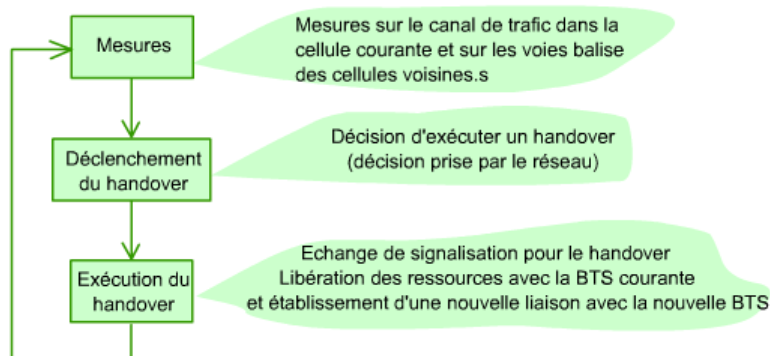 Mesures
Mesures sur le canal de trafic dans la
cellule courante et sur les voies balise
des cellules voisines.s
Déclenchement
du handover
Décision d'exécuter un handover
(décision prise par le réseau)
Exécution du
handover
Echange de signalisation pour le handover
Libération des ressources avec la BTS courante
et établissement d'une nouvelle liaison avec la nouvelle BTS